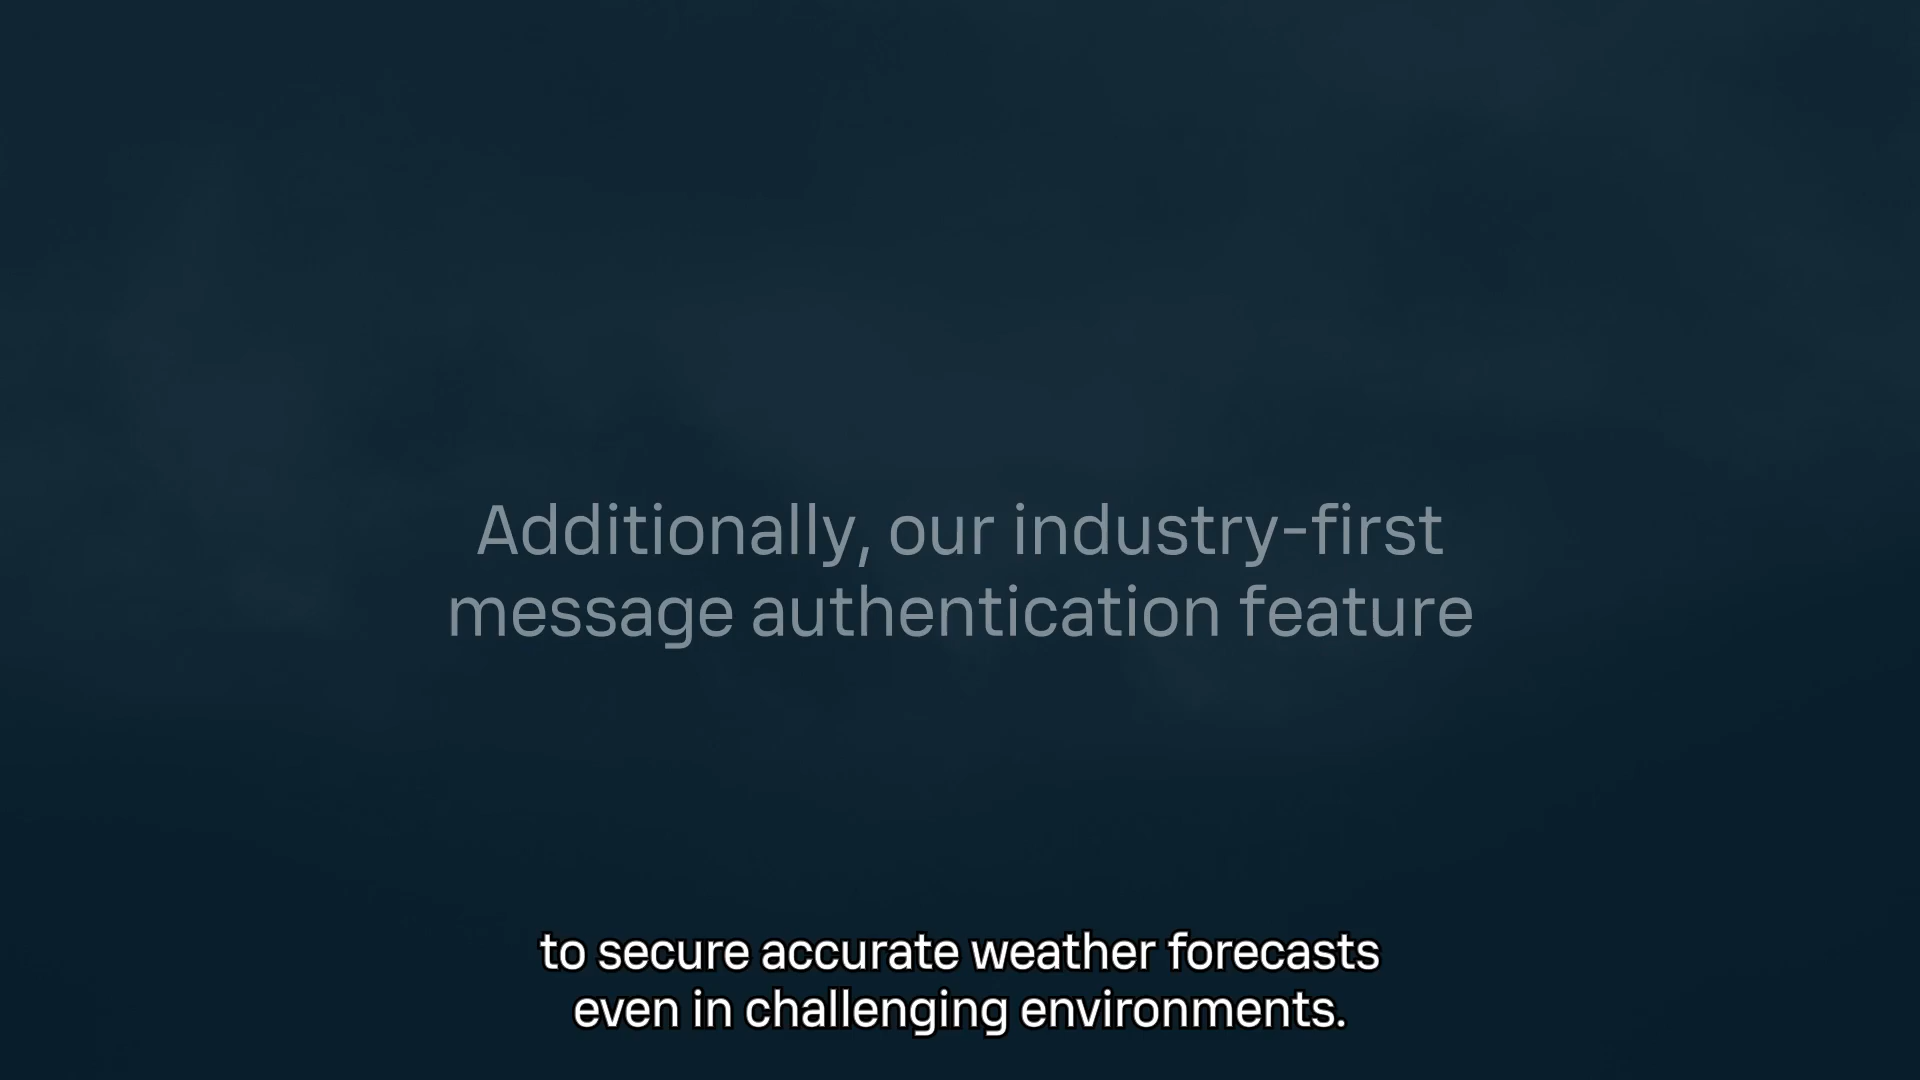 Additionally, our industry-first
message authentication feature
to secure accurate weather forecasts
even in challenging environments.